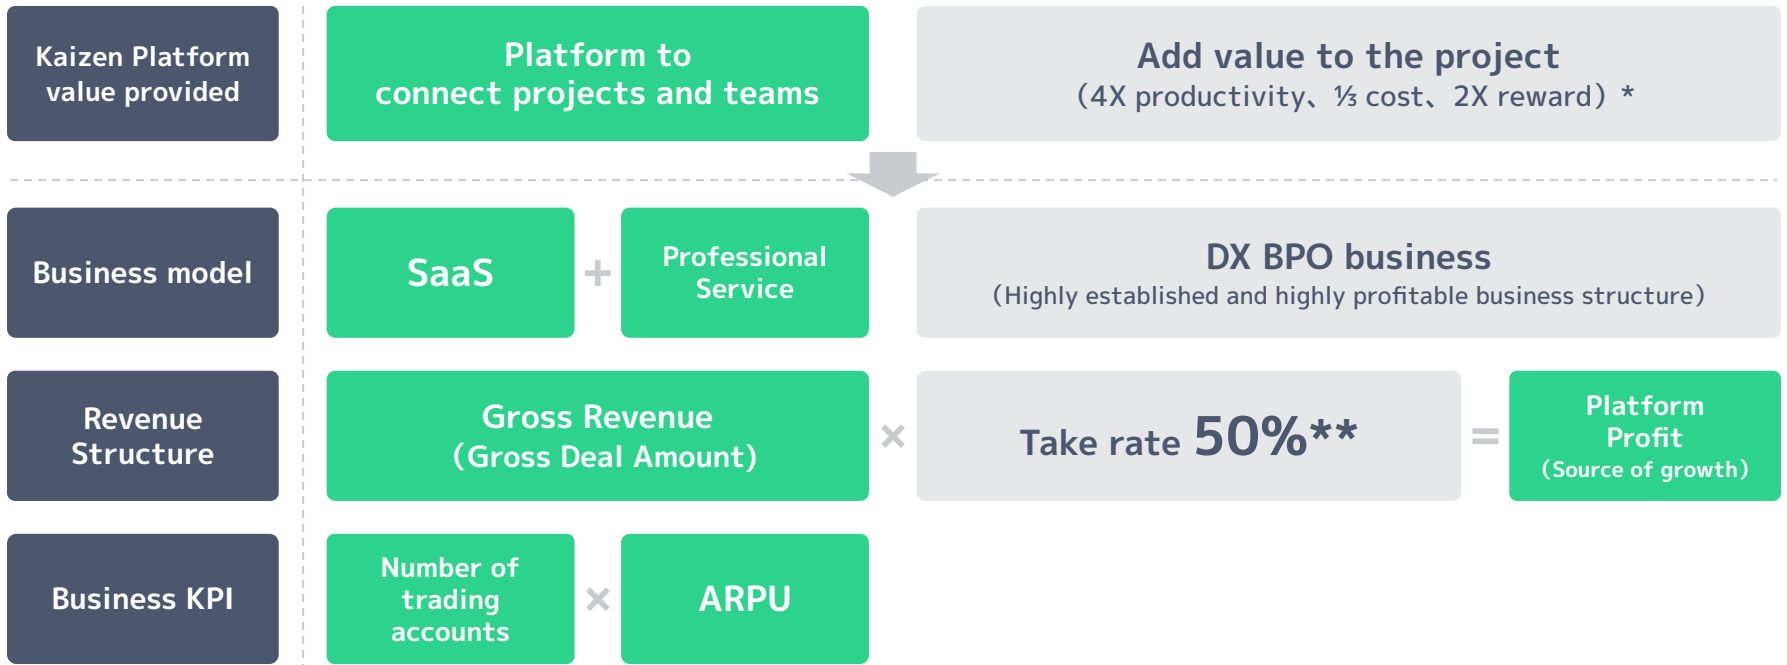 Kaizen Platform
value provided
Platform to
connect projects and teams
Add value to the project
（4X productivity、⅓ cost、2X reward）*
Business model
SaaS
+
Professional
Service
DX BPO business
（Highly established and highly profitable business structure）
Revenue
Structure
Gross Revenue
（Gross Deal Amount）
×
Take rate 50%**
=
Platform
Profit
（Source of growth）
Business KPI
Number of
trading
accounts
×
ARPU